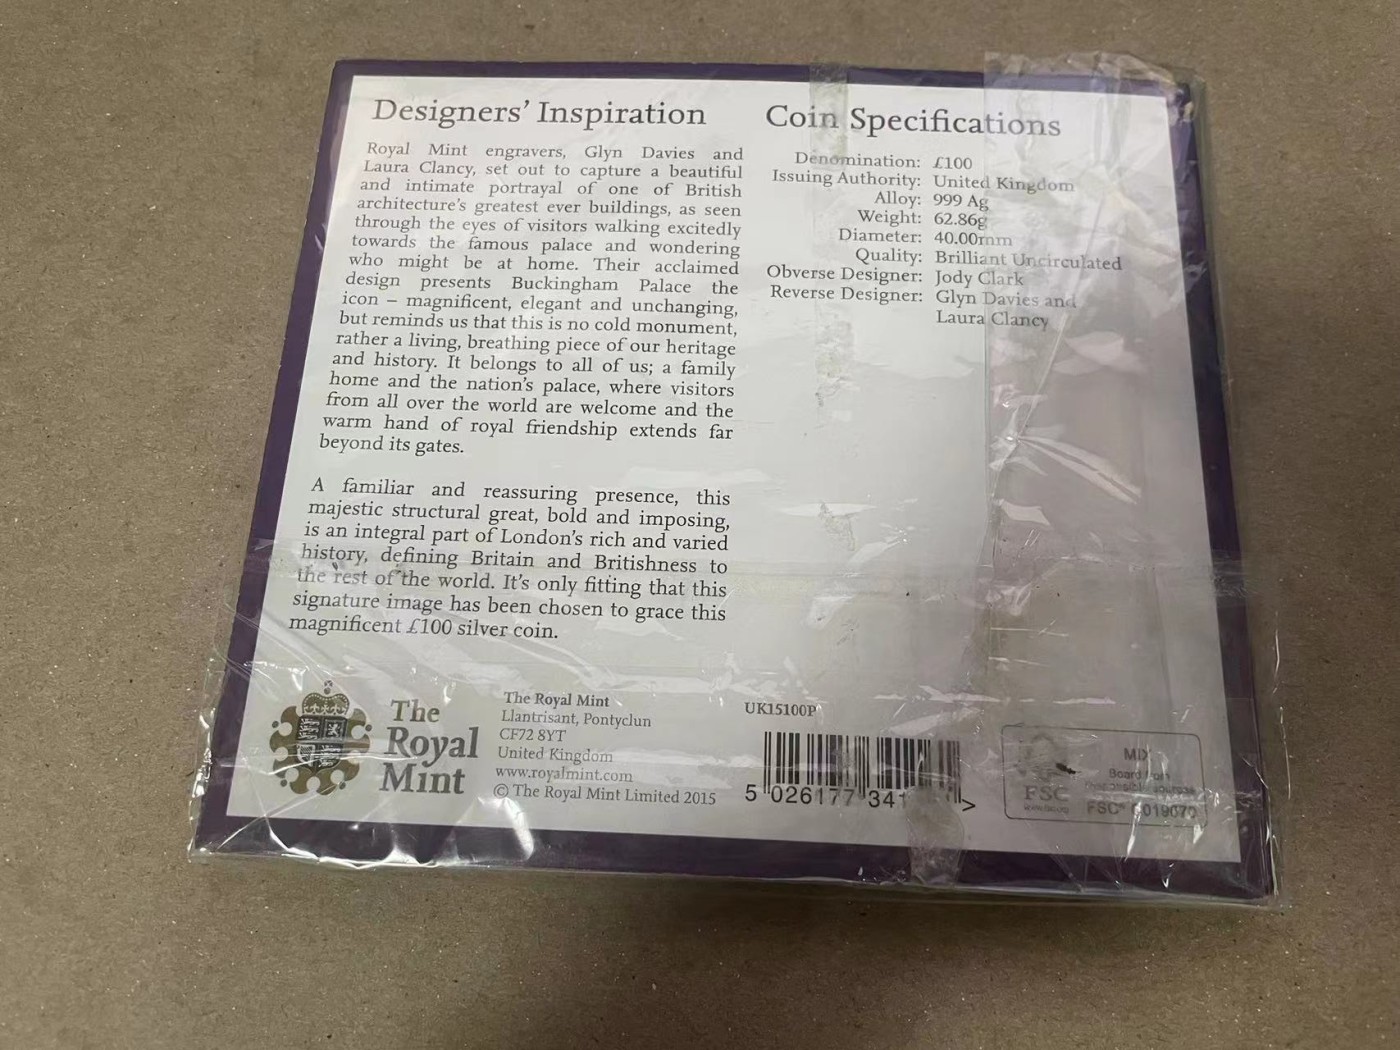 Designers' Inspiration
Royal Mint engravers, Glyn Davies and
Laura Clancy, set out to capture a beautiful
and intimate portrayal of one of British
architecture's greatest ever buildings, as seen
through the eyes of visitors walking excitedly
towards the famous palace and wondering
who might be at home. Their acclaimed
design presents Buckingham Palace the
icon – magnificent, elegant and unchanging,
but reminds us that this is no cold monument,
rather a living, breathing piece of our heritage
and history. It belongs to all of us; a family
home and the nation's palace, where visitors
from all over the world are welcome and the
warm hand of royal friendship extends far
beyond its gates.
A familiar and reassuring presence, this
majestic structural great, bold and imposing,
is an integral part of London's rich and varied
history, defining Britain and Britishness to
the rest of the world. It's only fitting that this
signature image has been chosen to grace this
magnificent £100 silver coin.
Coin Specifications
Denomination: £100
Issuing Authority: United Kingdom
Alloy: 999 Ag
Weight: 62.86g
Diameter: 40.00mm
Quality: Brilliant Uncirculated
Obverse Designer: Jody Clark
Reverse Designer: Glyn Davies and
Laura Clancy
The
Royal
Mint
The Royal Mint
Llantrisant, Pontyclun
CF72 8YT
United Kingdom
www.royalmint.com
© The Royal Mint Limited 2015
UK15100P
5 026177 341 >
FSC
Board from
responsible sources
FSC®